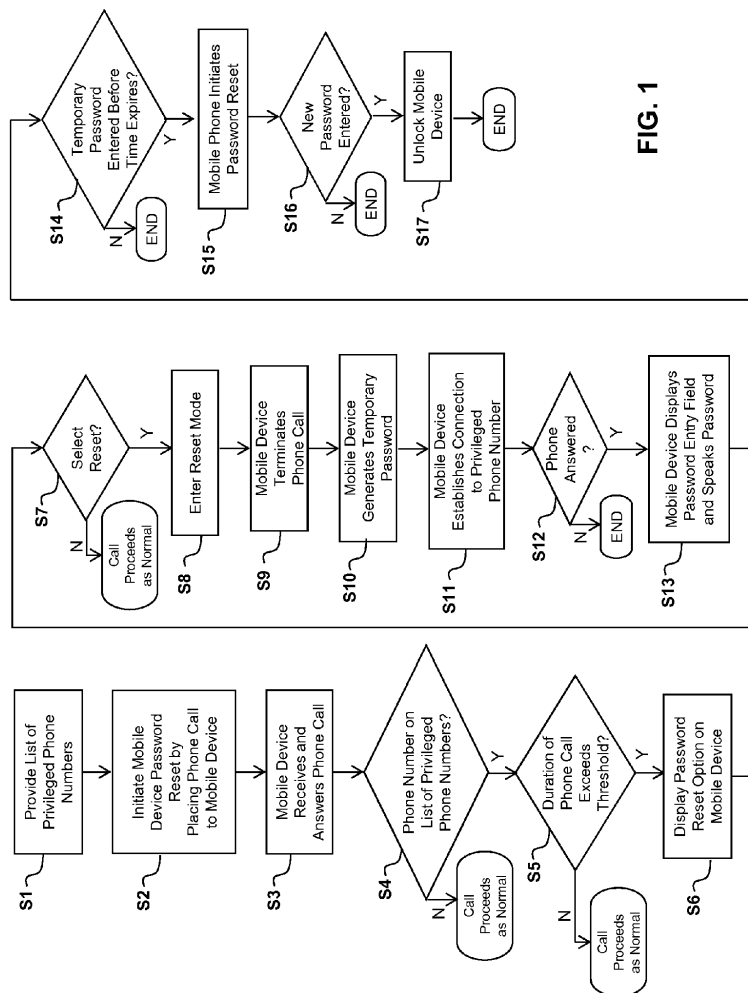 S1
Provide List of
Privileged Phone
Numbers
S2
Initiate Mobile
Device Password
Reset by
Placing Phone Call
to Mobile Device
S3
Mobile Device
Receives and
Answers Phone Call
S4
Phone Number on
List of Privileged
Phone Numbers?
N
Call
Proceeds
as Normal
Y
S5
Duration of
Phone Call
Exceeds
Threshold?
N
Call
Proceeds
as Normal
Y
S6
Display Password
Reset Option on
Mobile Device
S7
Select
Reset?
N
Call
Proceeds
as Normal
Y
S8
Enter Reset Mode
S9
Mobile Device
Terminates
Phone Call
S10
Mobile Device
Generates Temporary
Password
S11
Mobile Device
Establishes Connection
to Privileged
Phone Number
S12
Phone
Answered
?
N
END
Y
S13
Mobile Device Displays
Password Entry Field
and Speaks Password
S14
Temporary
Password
Entered Before
Time Expires?
N
END
Y
S15
Mobile Phone Initiates
Password Reset
S16
New
Password
Entered?
N
END
Y
S17
Unlock Mobile
Device
END
FIG. 1